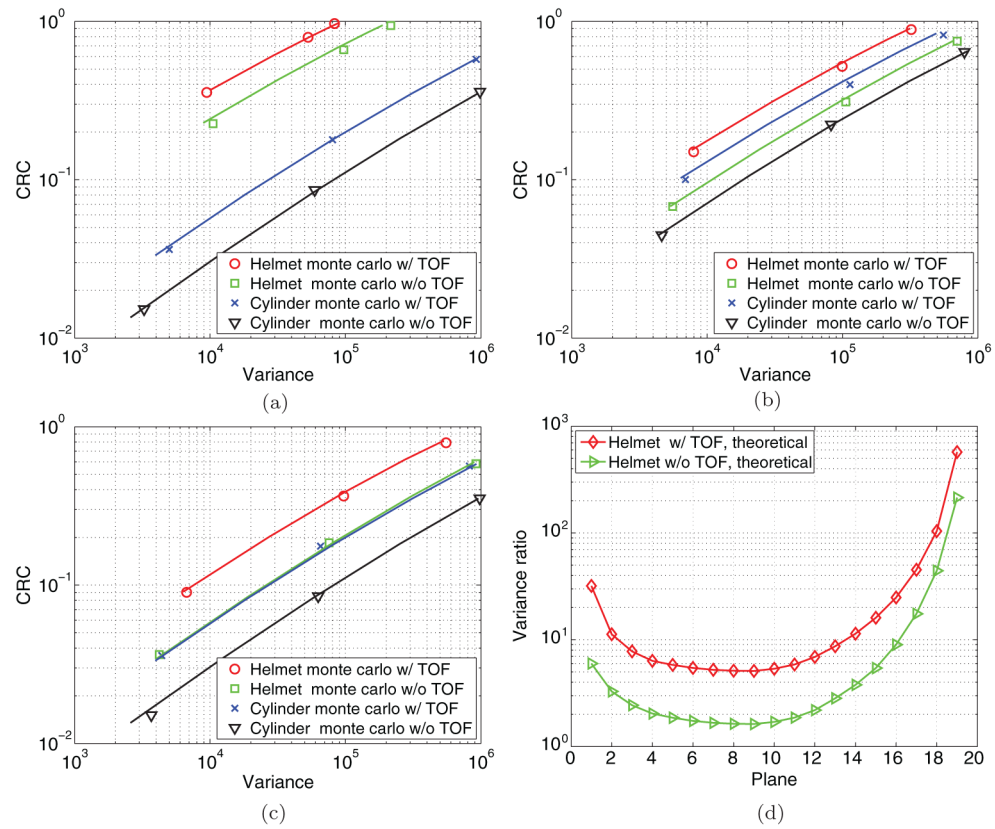 10^0
10^-1
10^-2
CRC
10^3 10^4 10^5 10^6
Variance
Helmet monte carlo w/ TOF
Helmet monte carlo w/o TOF
Cylinder monte carlo w/ TOF
Cylinder monte carlo w/o TOF
(a)
10^0
10^-1
10^-2
CRC
10^3 10^4 10^5 10^6
Variance
Helmet monte carlo w/ TOF
Helmet monte carlo w/o TOF
Cylinder monte carlo w/ TOF
Cylinder monte carlo w/o TOF
(b)
10^0
10^-1
10^-2
CRC
10^3 10^4 10^5 10^6
Variance
Helmet monte carlo w/ TOF
Helmet monte carlo w/o TOF
Cylinder monte carlo w/ TOF
Cylinder monte carlo w/o TOF
(c)
10^3
10^2
10^1
10^0
Variance ratio
Helmet w/ TOF, theoretical
Helmet w/o TOF, theoretical
0 2 4 6 8 10 12 14 16 18 20
Plane
(d)